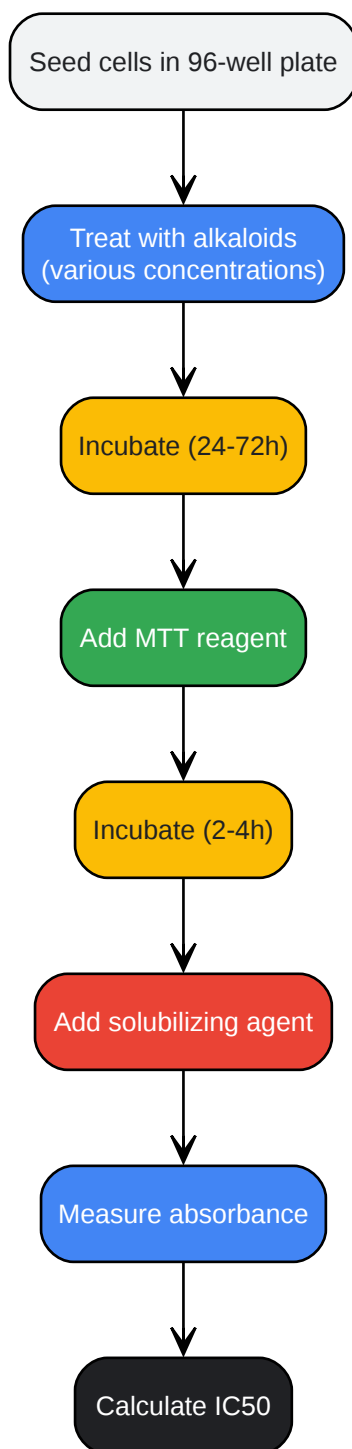 Seed cells in 96-well plate
Treat with alkaloids
(various concentrations)
Incubate (24-72h)
Add MTT reagent
Incubate (2-4h)
Add solubilizing agent
Measure absorbance
Calculate IC50